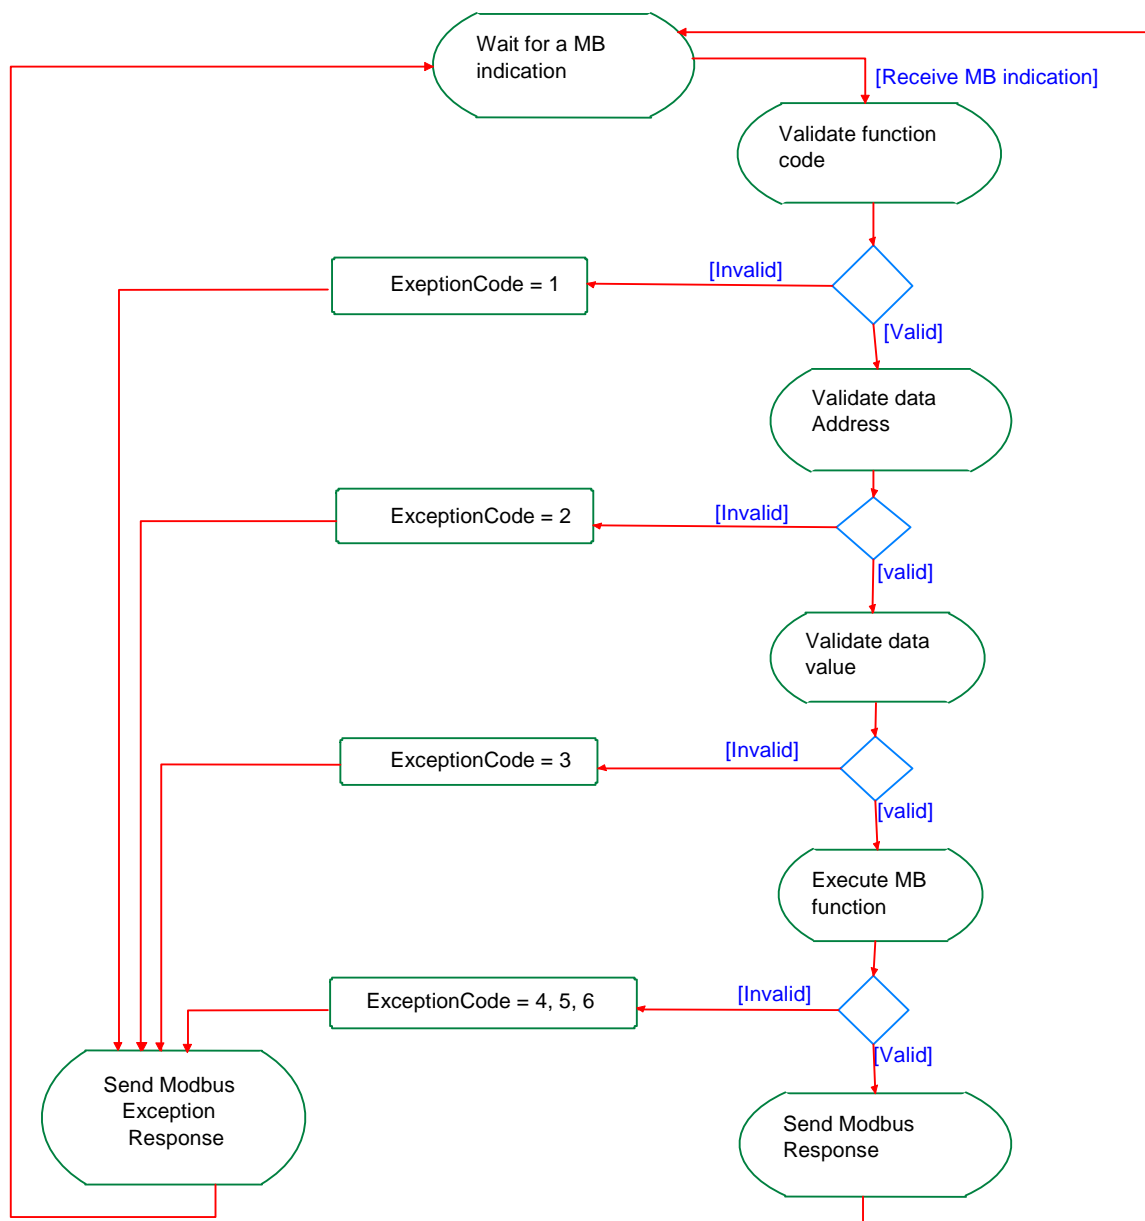 Wait for a MB
indication
[Receive MB indication]
Validate function
code
[Invalid]
ExeptionCode = 1
[Valid]
Validate data
Address
[Invalid]
ExceptionCode = 2
[valid]
Validate data
value
[Invalid]
ExceptionCode = 3
[valid]
Execute MB
function
[Invalid]
ExceptionCode = 4, 5, 6
[Valid]
Send Modbus
Exception
Response
Send Modbus
Response